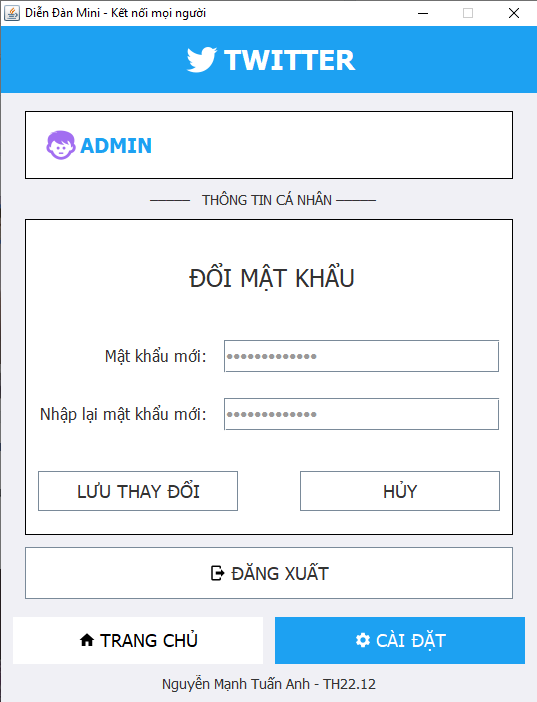 Diễn Đàn Mini - Kết nối mọi người
TWITTER
ADMIN
THÔNG TIN CÁ NHÂN
ĐỔI MẬT KHẨU
Mật khẩu mới: •••••••••••••
Nhập lại mật khẩu mới: •••••••••••••
LƯU THAY ĐỔI HỦY
ĐĂNG XUẤT
TRANG CHỦ CÀI ĐẶT
Nguyễn Mạnh Tuấn Anh - TH22.12